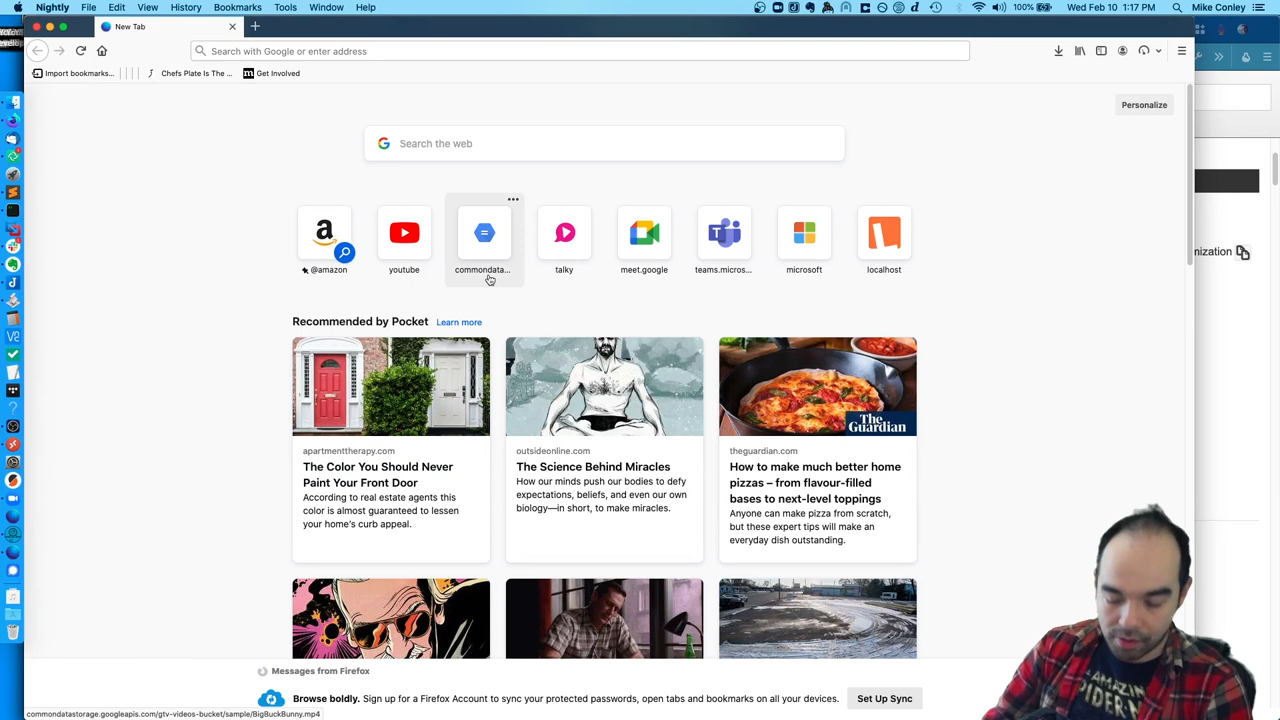 Nightly File Edit View History Bookmarks Tools Window Help
100% Wed Feb 10 1:17 PM Mike Conley
New Tab
Search with Google or enter address
Import bookmarks... Chefs Plate Is The ... Get Involved
Personalize
Search the web
@amazon youtube commondata... talky meet.google teams.micros... microsoft localhost
mization
Recommended by Pocket Learn more
The Guardian
apartmenttherapy.com
The Color You Should Never
Paint Your Front Door
According to real estate agents this
color is almost guaranteed to lessen
your home's curb appeal.
outsideonline.com
The Science Behind Miracles
How our minds push our bodies to defy
expectations, beliefs, and even our own
biology—in short, to make miracles.
theguardian.com
How to make much better home
pizzas – from flavour-filled
bases to next-level toppings
Anyone can make pizza from scratch,
but these expert tips will make an
everyday dish outstanding.
Messages from Firefox
Browse boldly. Sign up for a Firefox Account to sync your protected passwords, open tabs and bookmarks on all your devices. Set Up Sync
commondatastorage.googleapis.com/gtv-videos-bucket/sample/BigBuckBunny.mp4